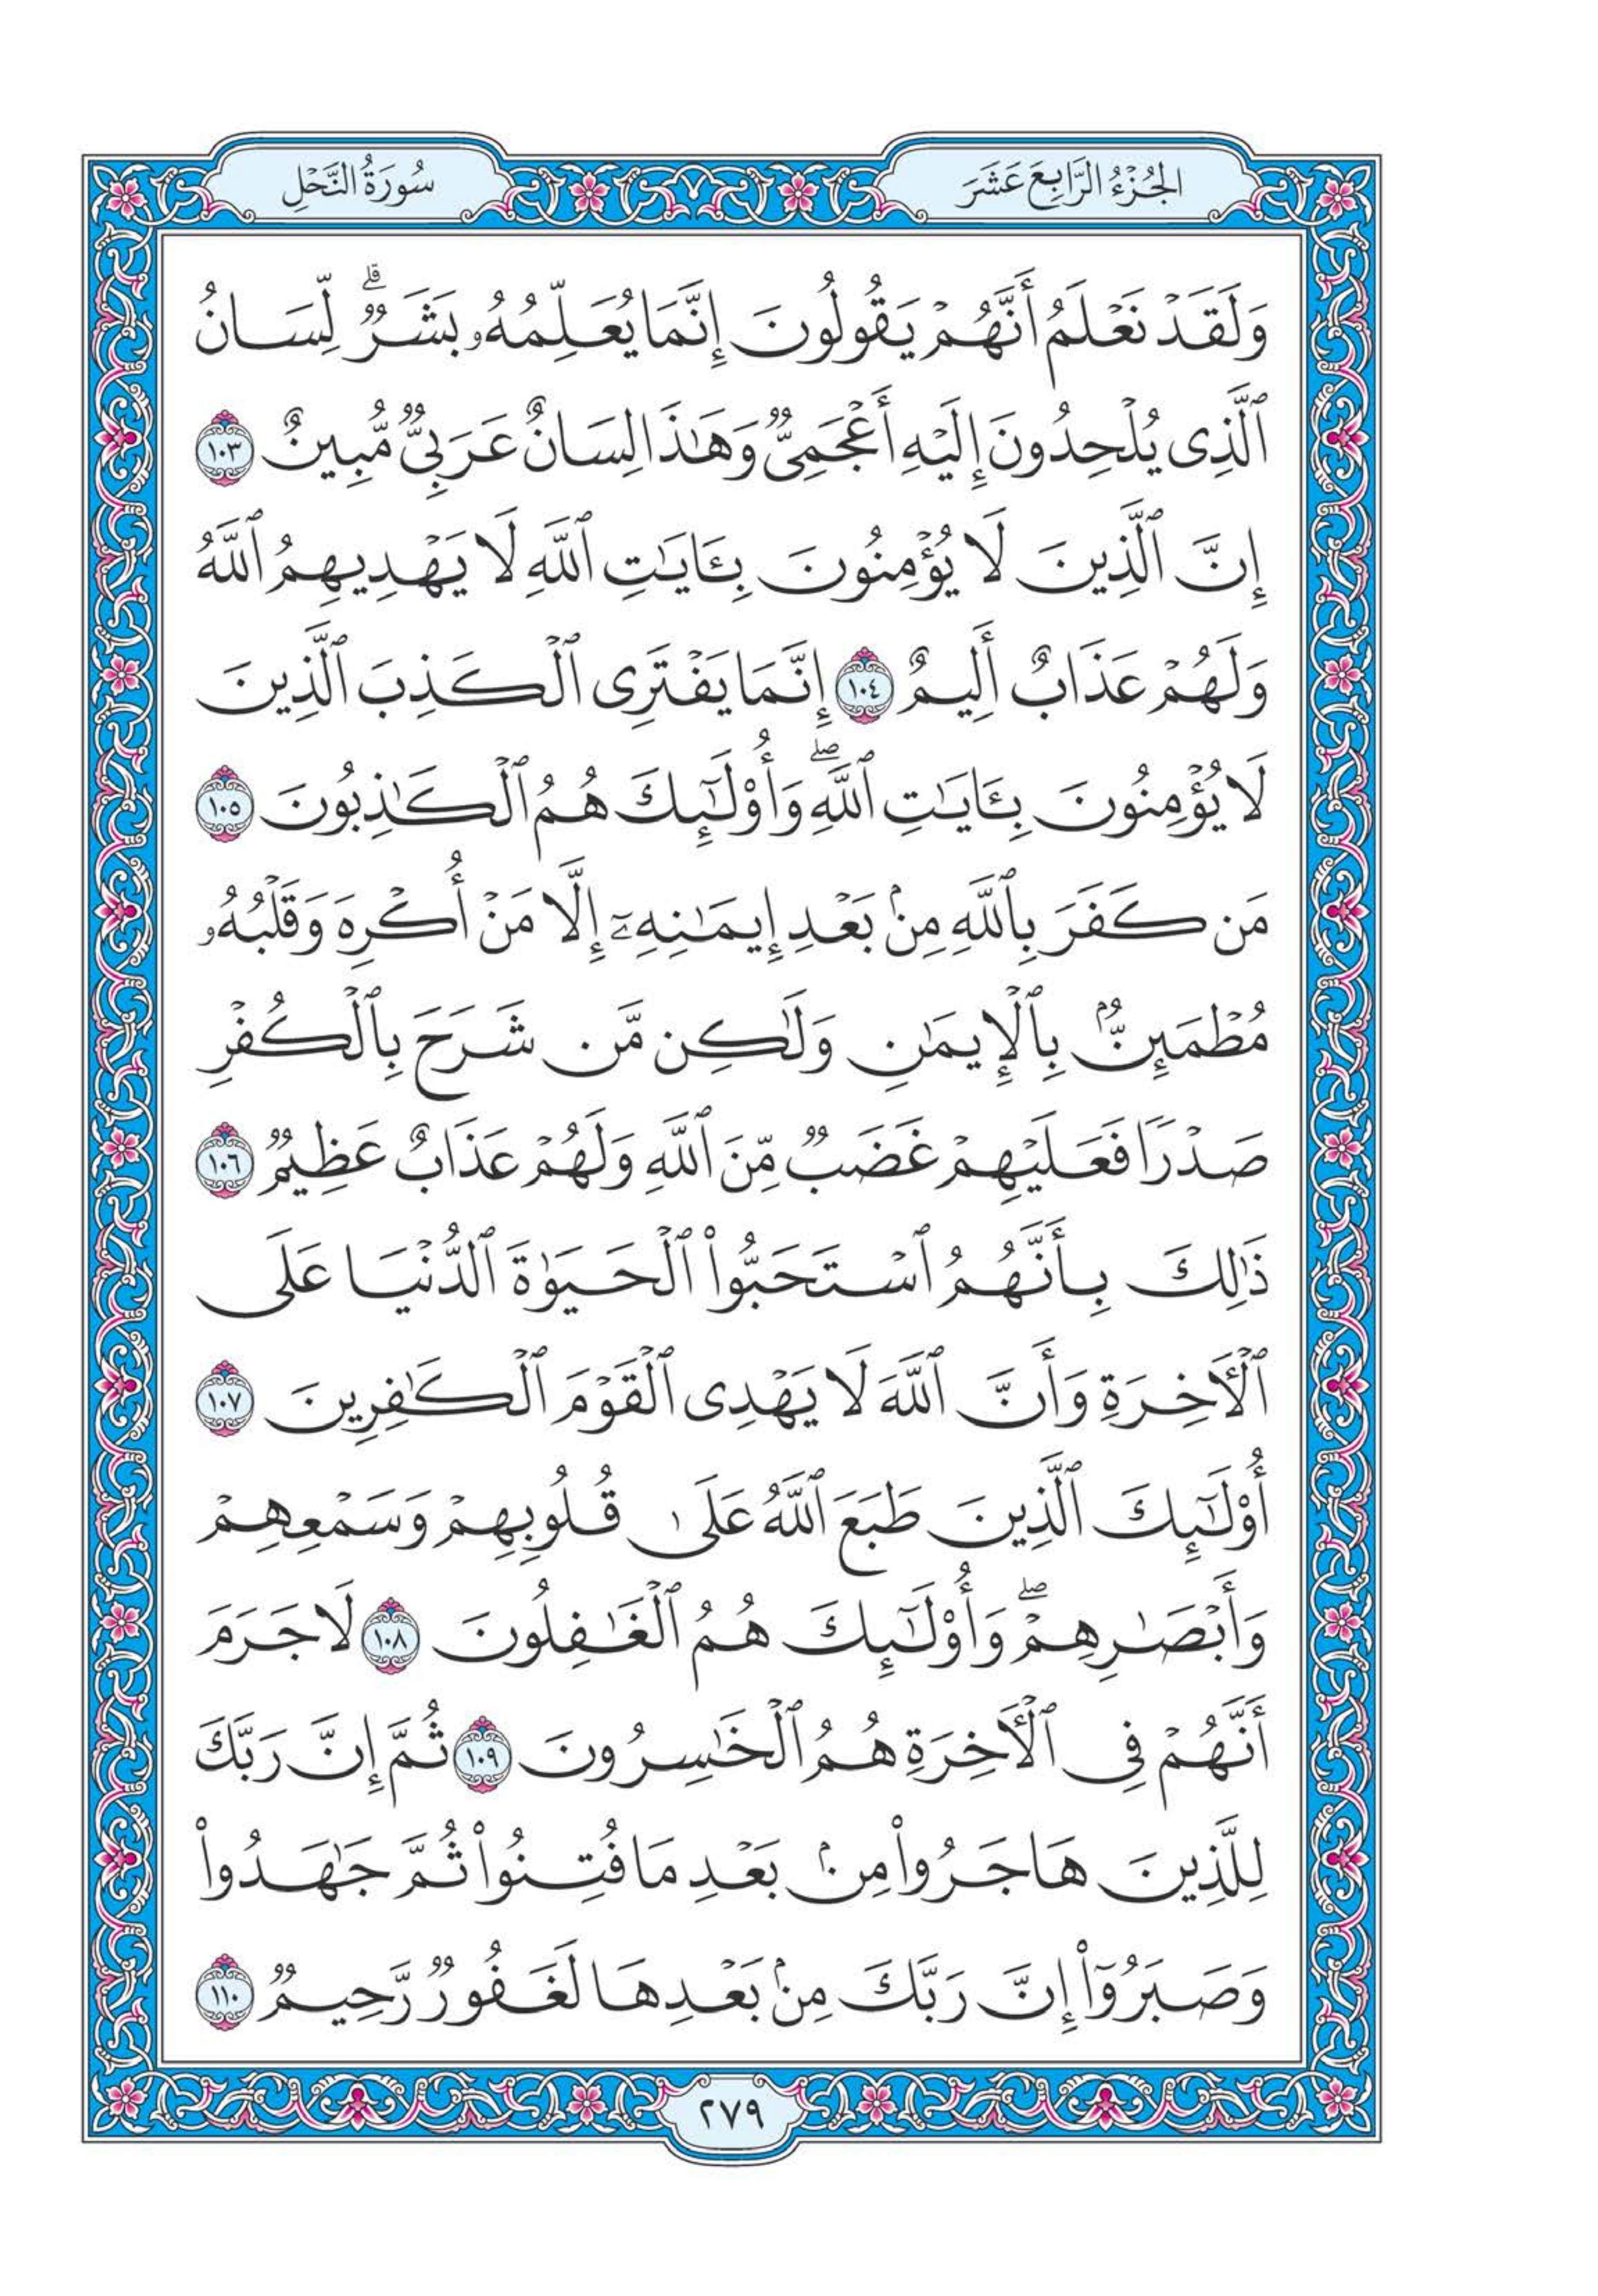 الجُزْءُ الرَّابِعَ عَشَرَ
سُورَةُ النَّحْلِ
وَلَقَدْ نَعْلَمُ أَنَّهُمْ يَقُولُونَ إِنَّمَا يُعَلِّمُهُۥ بَشَرٌۗ لِّسَانُ
ٱلَّذِى يُلْحِدُونَ إِلَيْهِ أَعْجَمِىٌّ وَهَٰذَا لِسَانٌ عَرَبِىٌّ مُّبِينٌ ١٠٣
إِنَّ ٱلَّذِينَ لَا يُؤْمِنُونَ بِـَٔايَٰتِ ٱللَّهِ لَا يَهْدِيهِمُ ٱللَّهُ
وَلَهُمْ عَذَابٌ أَلِيمٌ ١٠٤ إِنَّمَا يَفْتَرِى ٱلْكَذِبَ ٱلَّذِينَ
لَا يُؤْمِنُونَ بِـَٔايَٰتِ ٱللَّهِۖ وَأُو۟لَٰٓئِكَ هُمُ ٱلْكَٰذِبُونَ ١٠٥
مَن كَفَرَ بِٱللَّهِ مِنۢ بَعْدِ إِيمَٰنِهِۦٓ إِلَّا مَنْ أُكْرِهَ وَقَلْبُهُۥ
مُطْمَئِنٌّۢ بِٱلْإِيمَٰنِ وَلَٰكِن مَّن شَرَحَ بِٱلْكُفْرِ
صَدْرًا فَعَلَيْهِمْ غَضَبٌ مِّنَ ٱللَّهِ وَلَهُمْ عَذَابٌ عَظِيمٌ ١٠٦
ذَٰلِكَ بِأَنَّهُمُ ٱسْتَحَبُّوا۟ ٱلْحَيَوٰةَ ٱلدُّنْيَا عَلَى
ٱلْـَٔاخِرَةِ وَأَنَّ ٱللَّهَ لَا يَهْدِى ٱلْقَوْمَ ٱلْكَٰفِرِينَ ١٠٧
أُو۟لَٰٓئِكَ ٱلَّذِينَ طَبَعَ ٱللَّهُ عَلَىٰ قُلُوبِهِمْ وَسَمْعِهِمْ
وَأَبْصَٰرِهِمْۖ وَأُو۟لَٰٓئِكَ هُمُ ٱلْغَٰفِلُونَ ١٠٨ لَا جَرَمَ
أَنَّهُمْ فِى ٱلْـَٔاخِرَةِ هُمُ ٱلْخَٰسِرُونَ ١٠٩ ثُمَّ إِنَّ رَبَّكَ
لِلَّذِينَ هَاجَرُوا۟ مِنۢ بَعْدِ مَا فُتِنُوا۟ ثُمَّ جَٰهَدُوا۟
وَصَبَرُوٓا۟ إِنَّ رَبَّكَ مِنۢ بَعْدِهَا لَغَفُورٌ رَّحِيمٌ ١١٠
٢٧٩